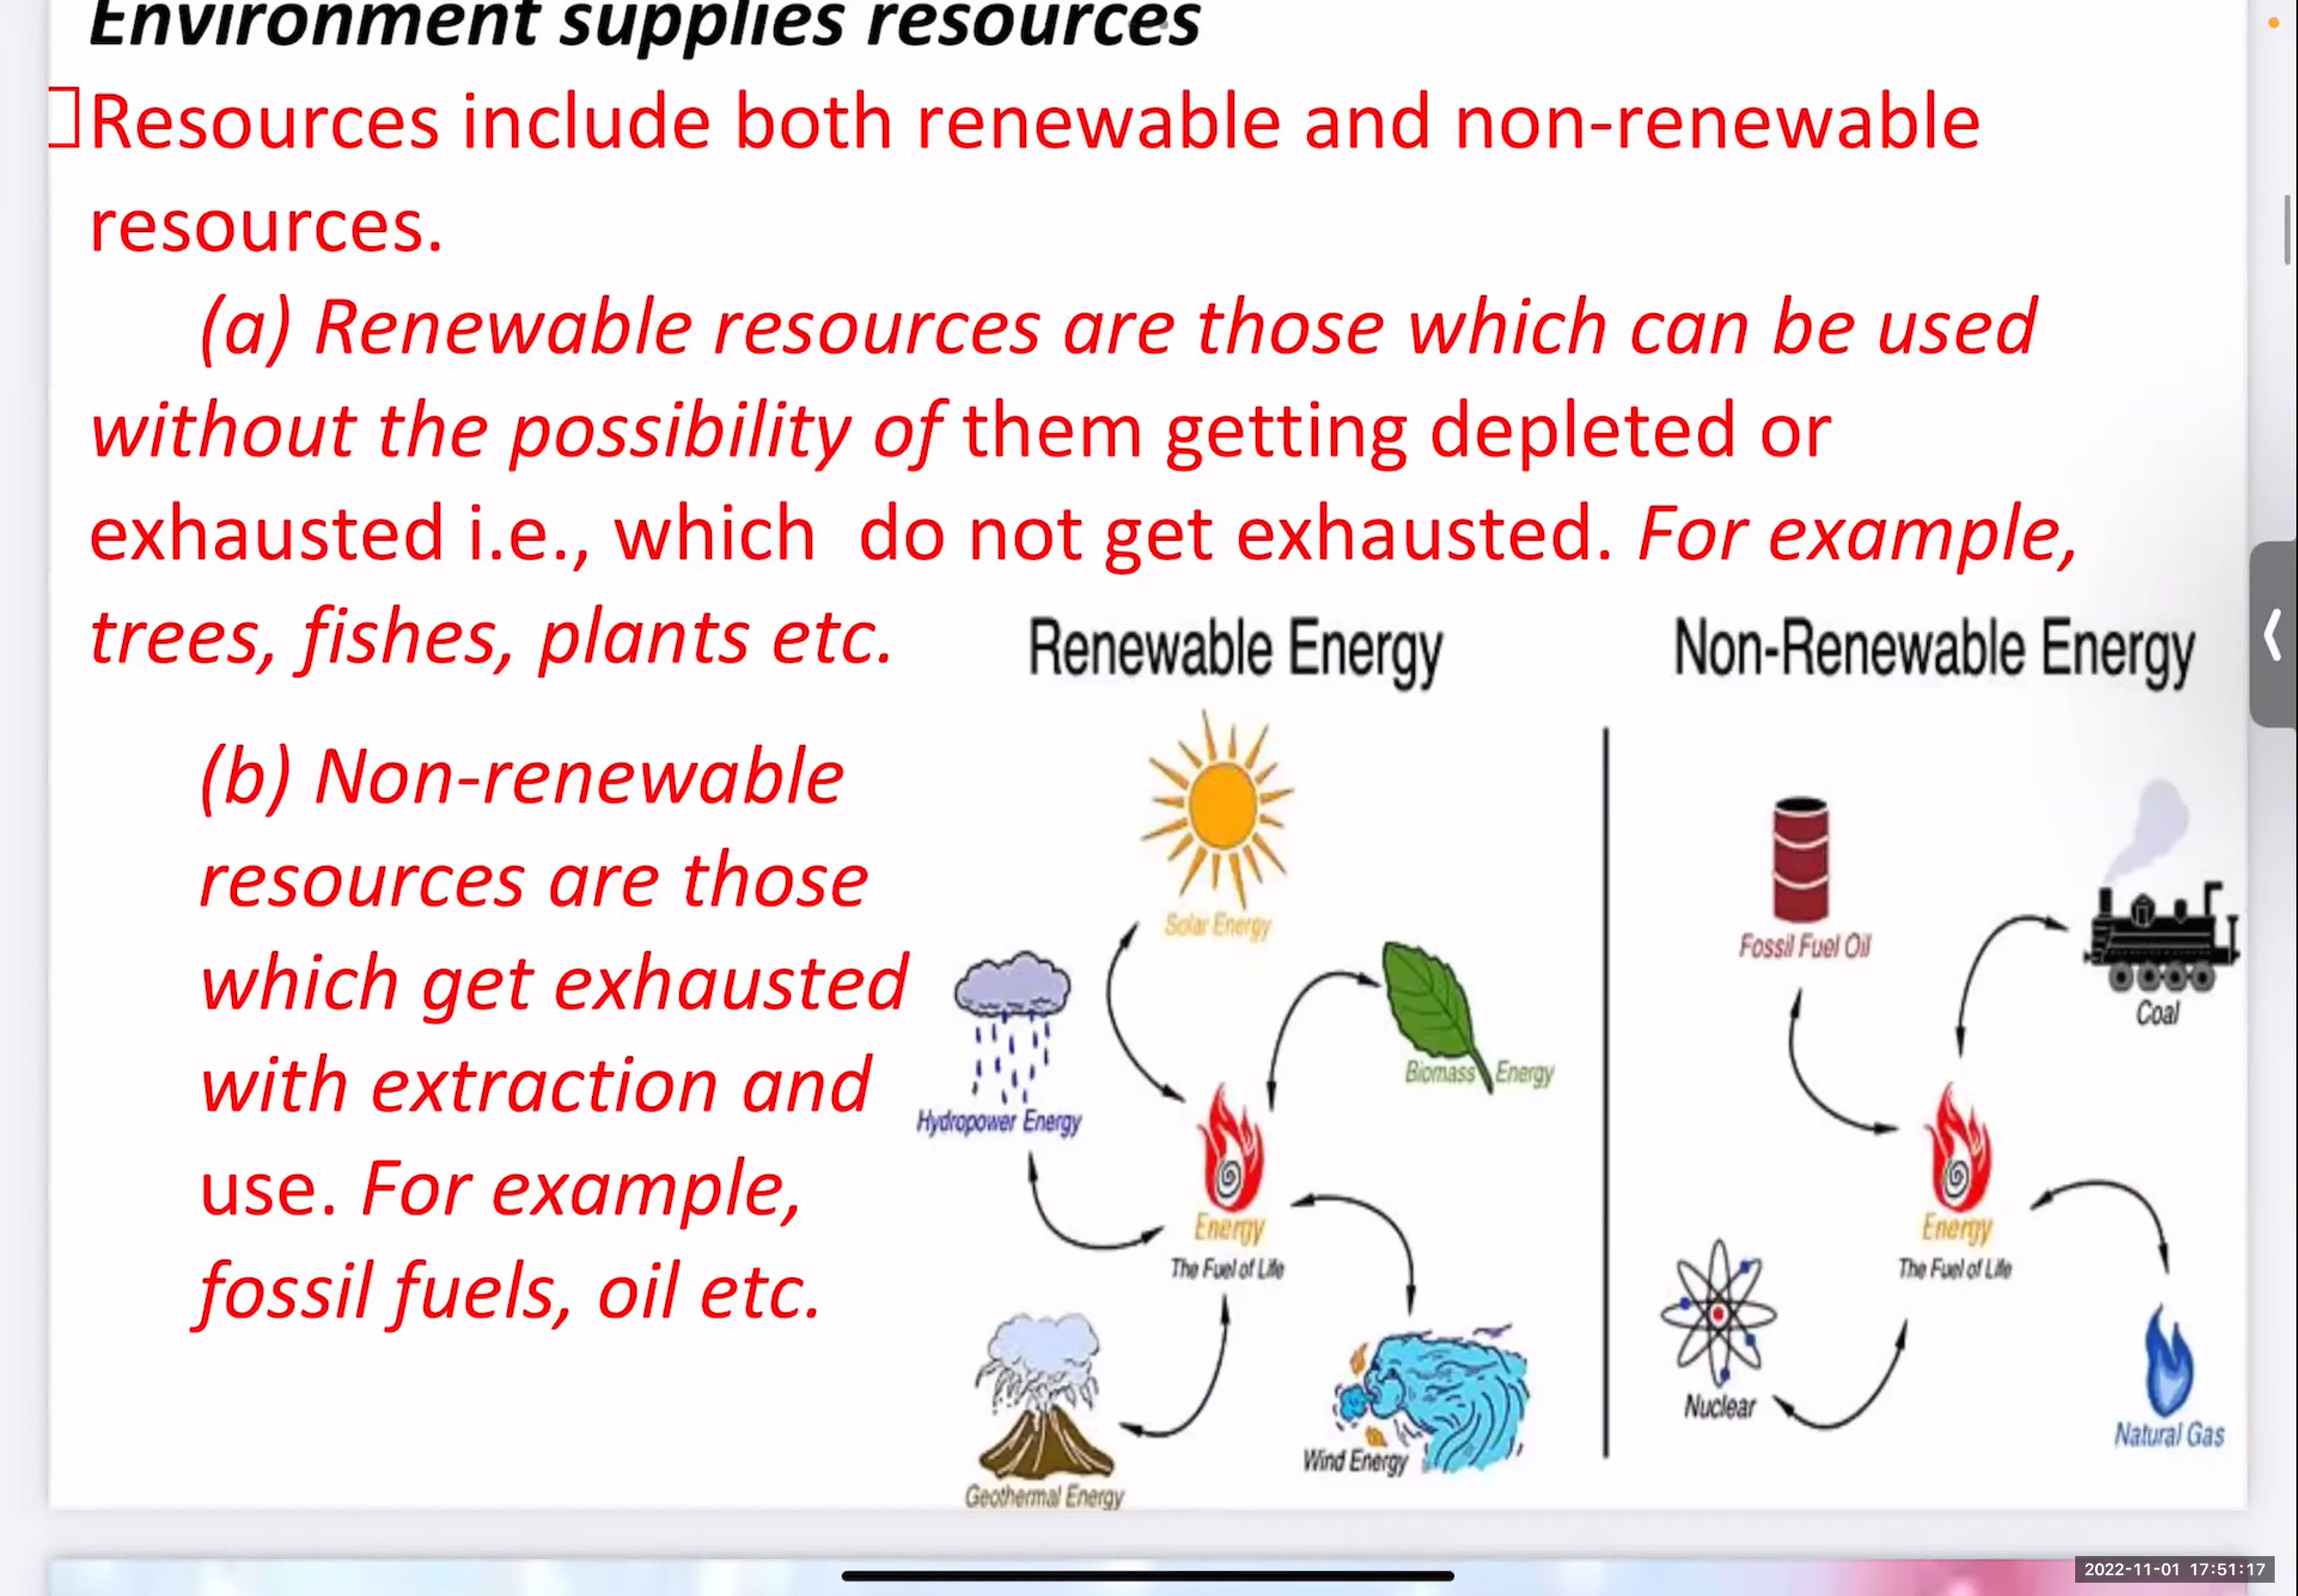 Environment supplies resources
Resources include both renewable and non-renewable
resources.
(a) Renewable resources are those which can be used
without the possibility of them getting depleted or
exhausted i.e., which do not get exhausted. For example,
trees, fishes, plants etc.
(b) Non-renewable
resources are those
which get exhausted
with extraction and
use. For example,
fossil fuels, oil etc.
Renewable Energy
Solar Energy
Biomass Energy
Hydropower Energy
Energy
The Fuel of Life
Wind Energy
Geothermal Energy
Non-Renewable Energy
Fossil Fuel Oil
Coal
Energy
The Fuel of Life
Nuclear
Natural Gas
2022-11-01 17:51:17